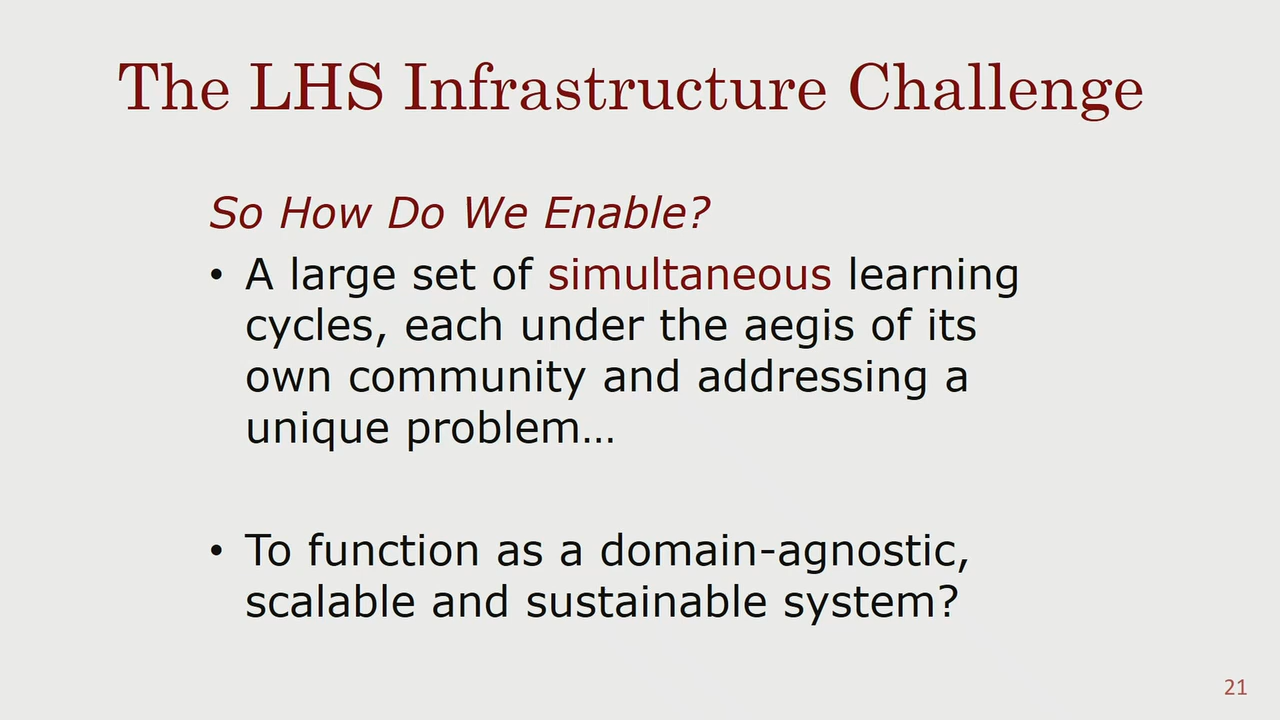 The LHS Infrastructure Challenge
So How Do We Enable?
• A large set of simultaneous learning
cycles, each under the aegis of its
own community and addressing a
unique problem…
• To function as a domain-agnostic,
scalable and sustainable system?
21